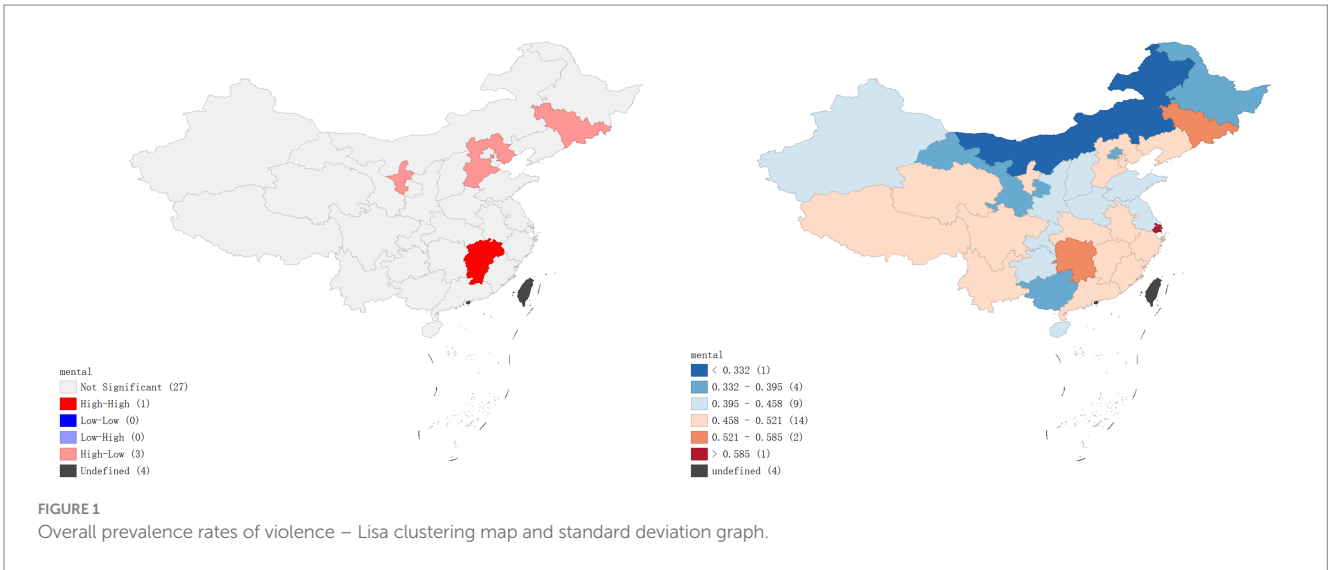 mental
Not Significant (27)
High-High (1)
Low-Low (0)
Low-High (0)
High-Low (3)
Undefined (4)
mental
< 0.332 (1)
0.332 - 0.395 (4)
0.395 - 0.458 (9)
0.458 - 0.521 (14)
0.521 - 0.585 (2)
> 0.585 (1)
undefined (4)
FIGURE 1
Overall prevalence rates of violence – Lisa clustering map and standard deviation graph.